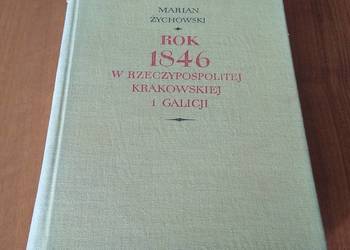 MARIAN
ŻYCHOWSKI
ROK
1846
W RZECZYPOSPOLITEJ
KRAKOWSKIEJ
I GALICJI